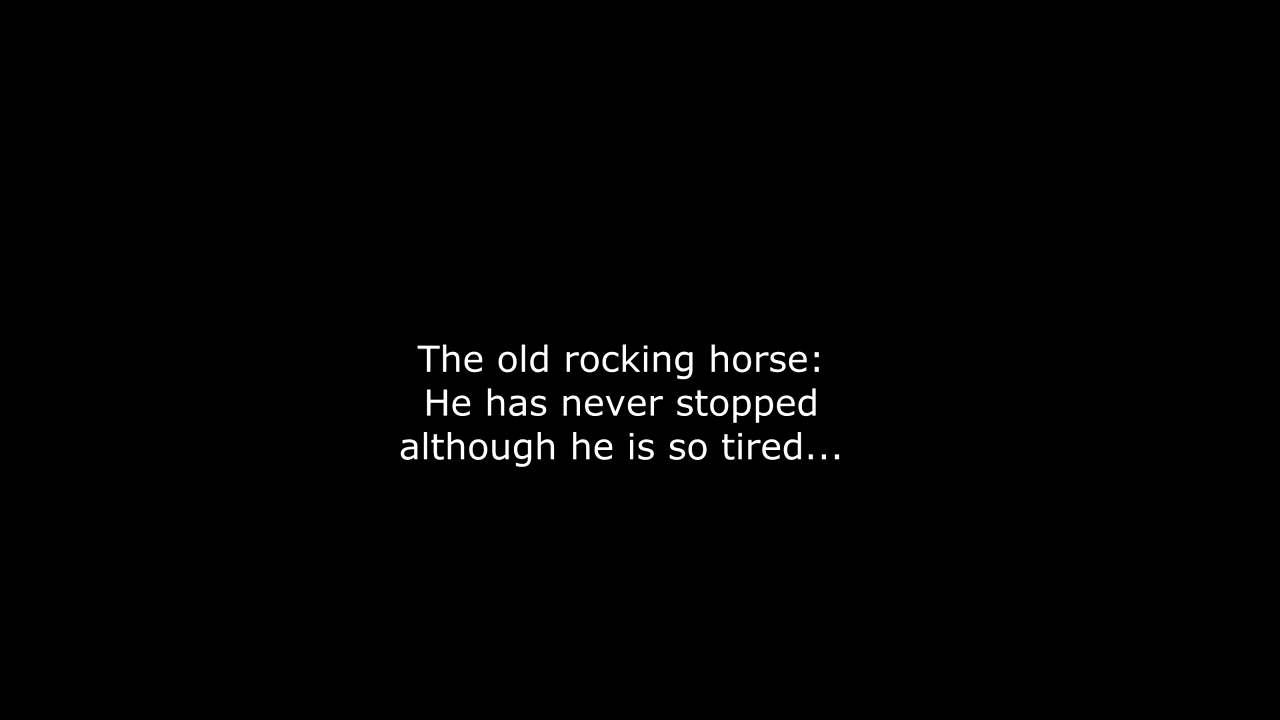 The old rocking horse:
He has never stopped
although he is so tired...